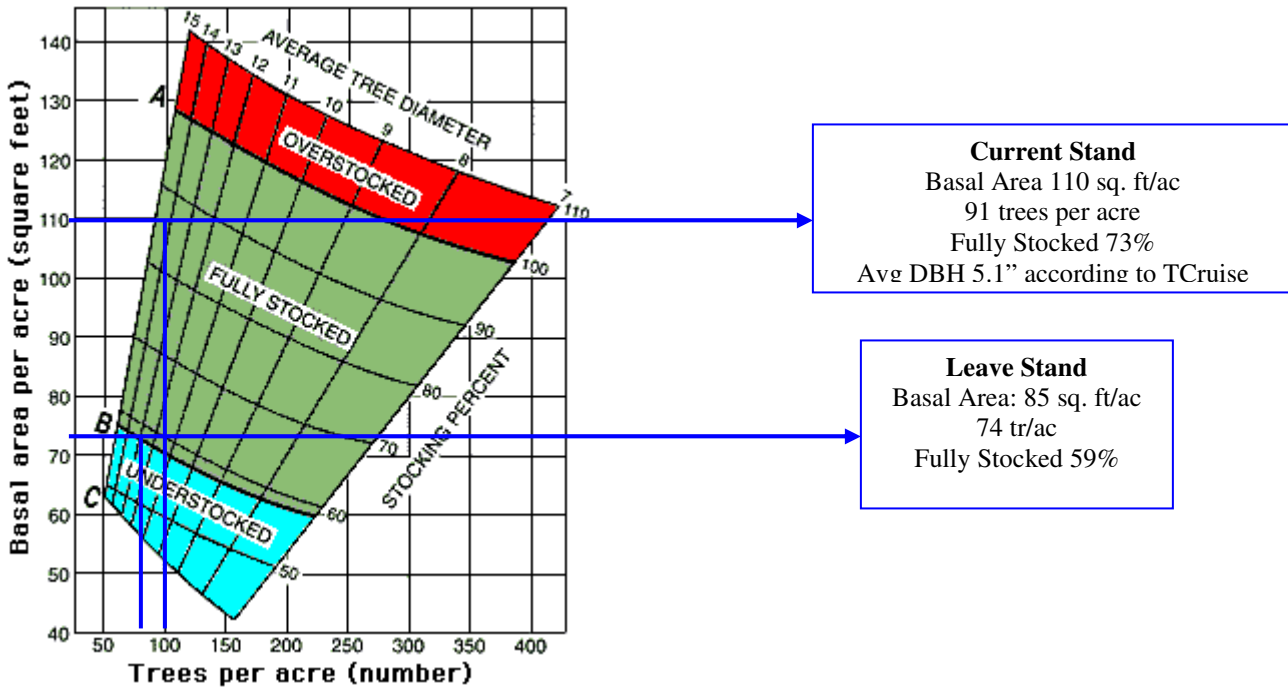 140
130
120
110
100
90
80
70
60
50
40
Basal area per acre (square feet)
50 100 150 200 250 300 350 400
Trees per acre (number)
15 14 13 12 11 10 9 8 7
AVERAGE TREE DIAMETER
A
B
C
OVERSTOCKED
FULLY STOCKED
UNDERSTOCKED
110
100
90
80
70
60
50
STOCKING PERCENT
Current Stand
Basal Area 110 sq. ft/ac
91 trees per acre
Fully Stocked 73%
Avg DBH 5.1” according to TCruise
Leave Stand
Basal Area: 85 sq. ft/ac
74 tr/ac
Fully Stocked 59%